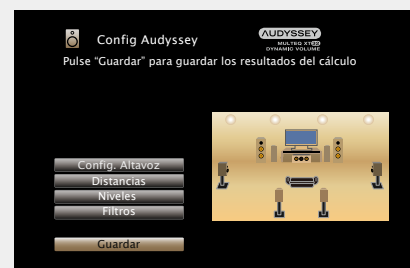 Config Audyssey
AUDYSSEY
MULTEQ XT32
DYNAMIC VOLUME
Pulse “Guardar” para guardar los resultados del cálculo
Config. Altavoz
Distancias
Niveles
Filtros
Guardar